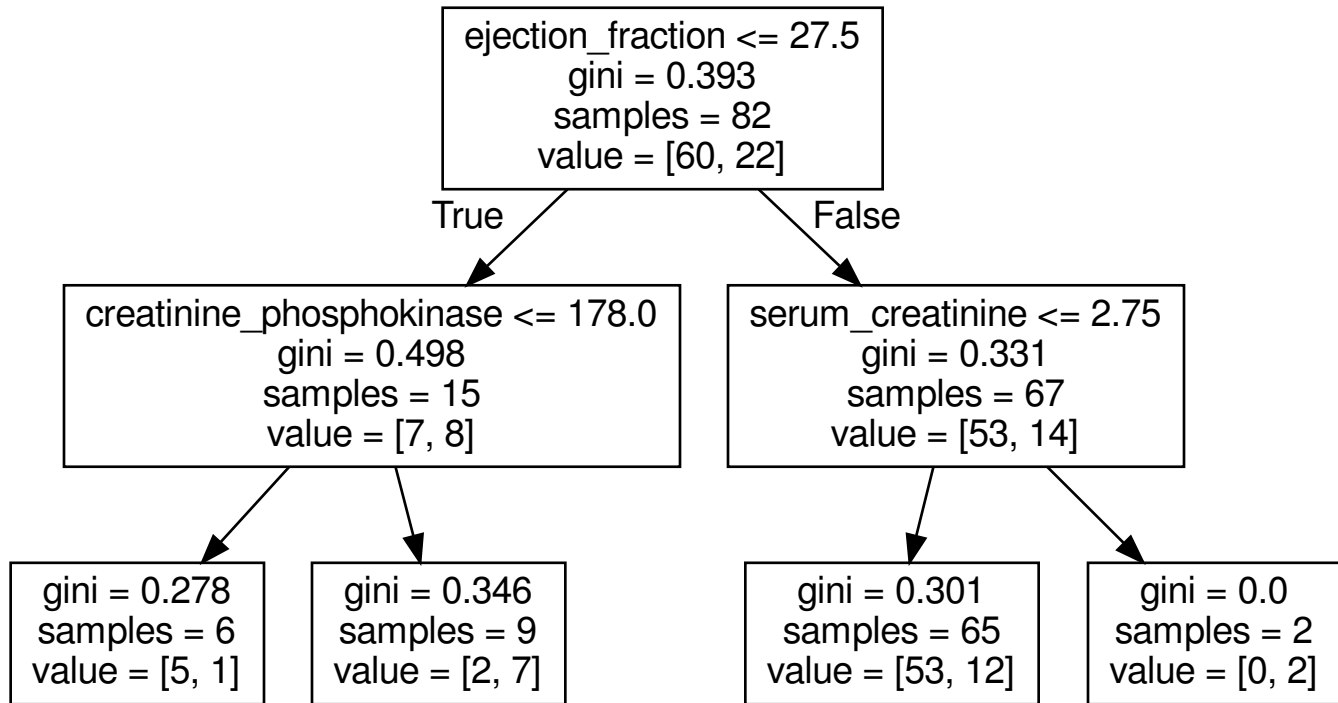 ejection_fraction <= 27.5
gini = 0.393
samples = 82
value = [60, 22]
True
False
creatinine_phosphokinase <= 178.0
gini = 0.498
samples = 15
value = [7, 8]
serum_creatinine <= 2.75
gini = 0.331
samples = 67
value = [53, 14]
gini = 0.278
samples = 6
value = [5, 1]
gini = 0.346
samples = 9
value = [2, 7]
gini = 0.301
samples = 65
value = [53, 12]
gini = 0.0
samples = 2
value = [0, 2]